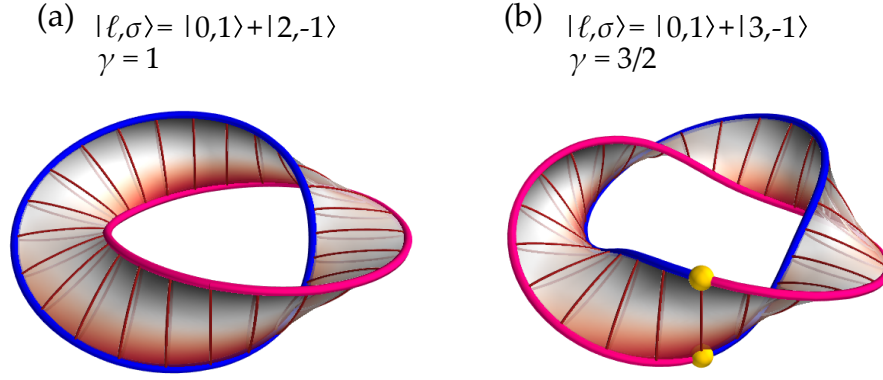 (a) |ℓ,σ⟩= |0,1⟩+|2,-1⟩
γ = 1
(b) |ℓ,σ⟩= |0,1⟩+|3,-1⟩
γ = 3/2